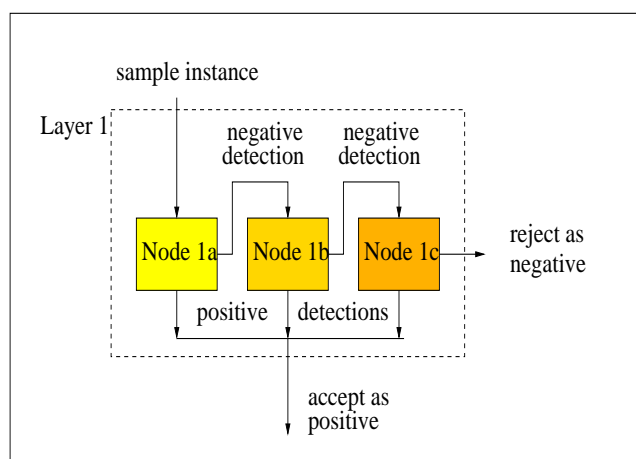 sample instance
Layer 1
negative
detection
negative
detection
Node 1a
Node 1b
Node 1c
reject as
negative
positive
detections
accept as
positive